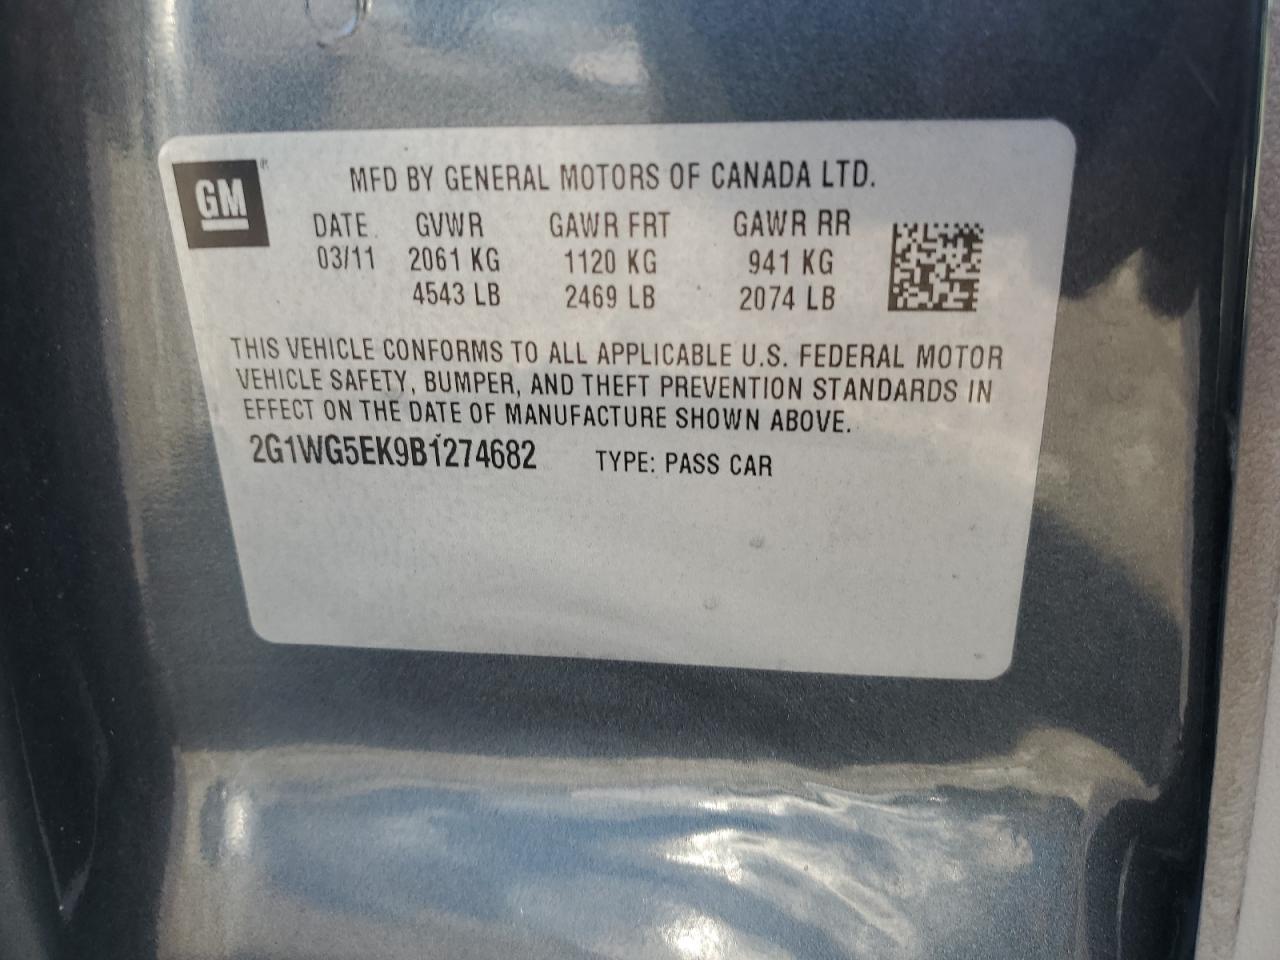 GM
MFD BY GENERAL MOTORS OF CANADA LTD.
DATE GVWR GAWR FRT GAWR RR
03/11 2061 KG 1120 KG 941 KG
4543 LB 2469 LB 2074 LB
THIS VEHICLE CONFORMS TO ALL APPLICABLE U.S. FEDERAL MOTOR
VEHICLE SAFETY, BUMPER, AND THEFT PREVENTION STANDARDS IN
EFFECT ON THE DATE OF MANUFACTURE SHOWN ABOVE.
2G1WG5EK9B1274682 TYPE: PASS CAR